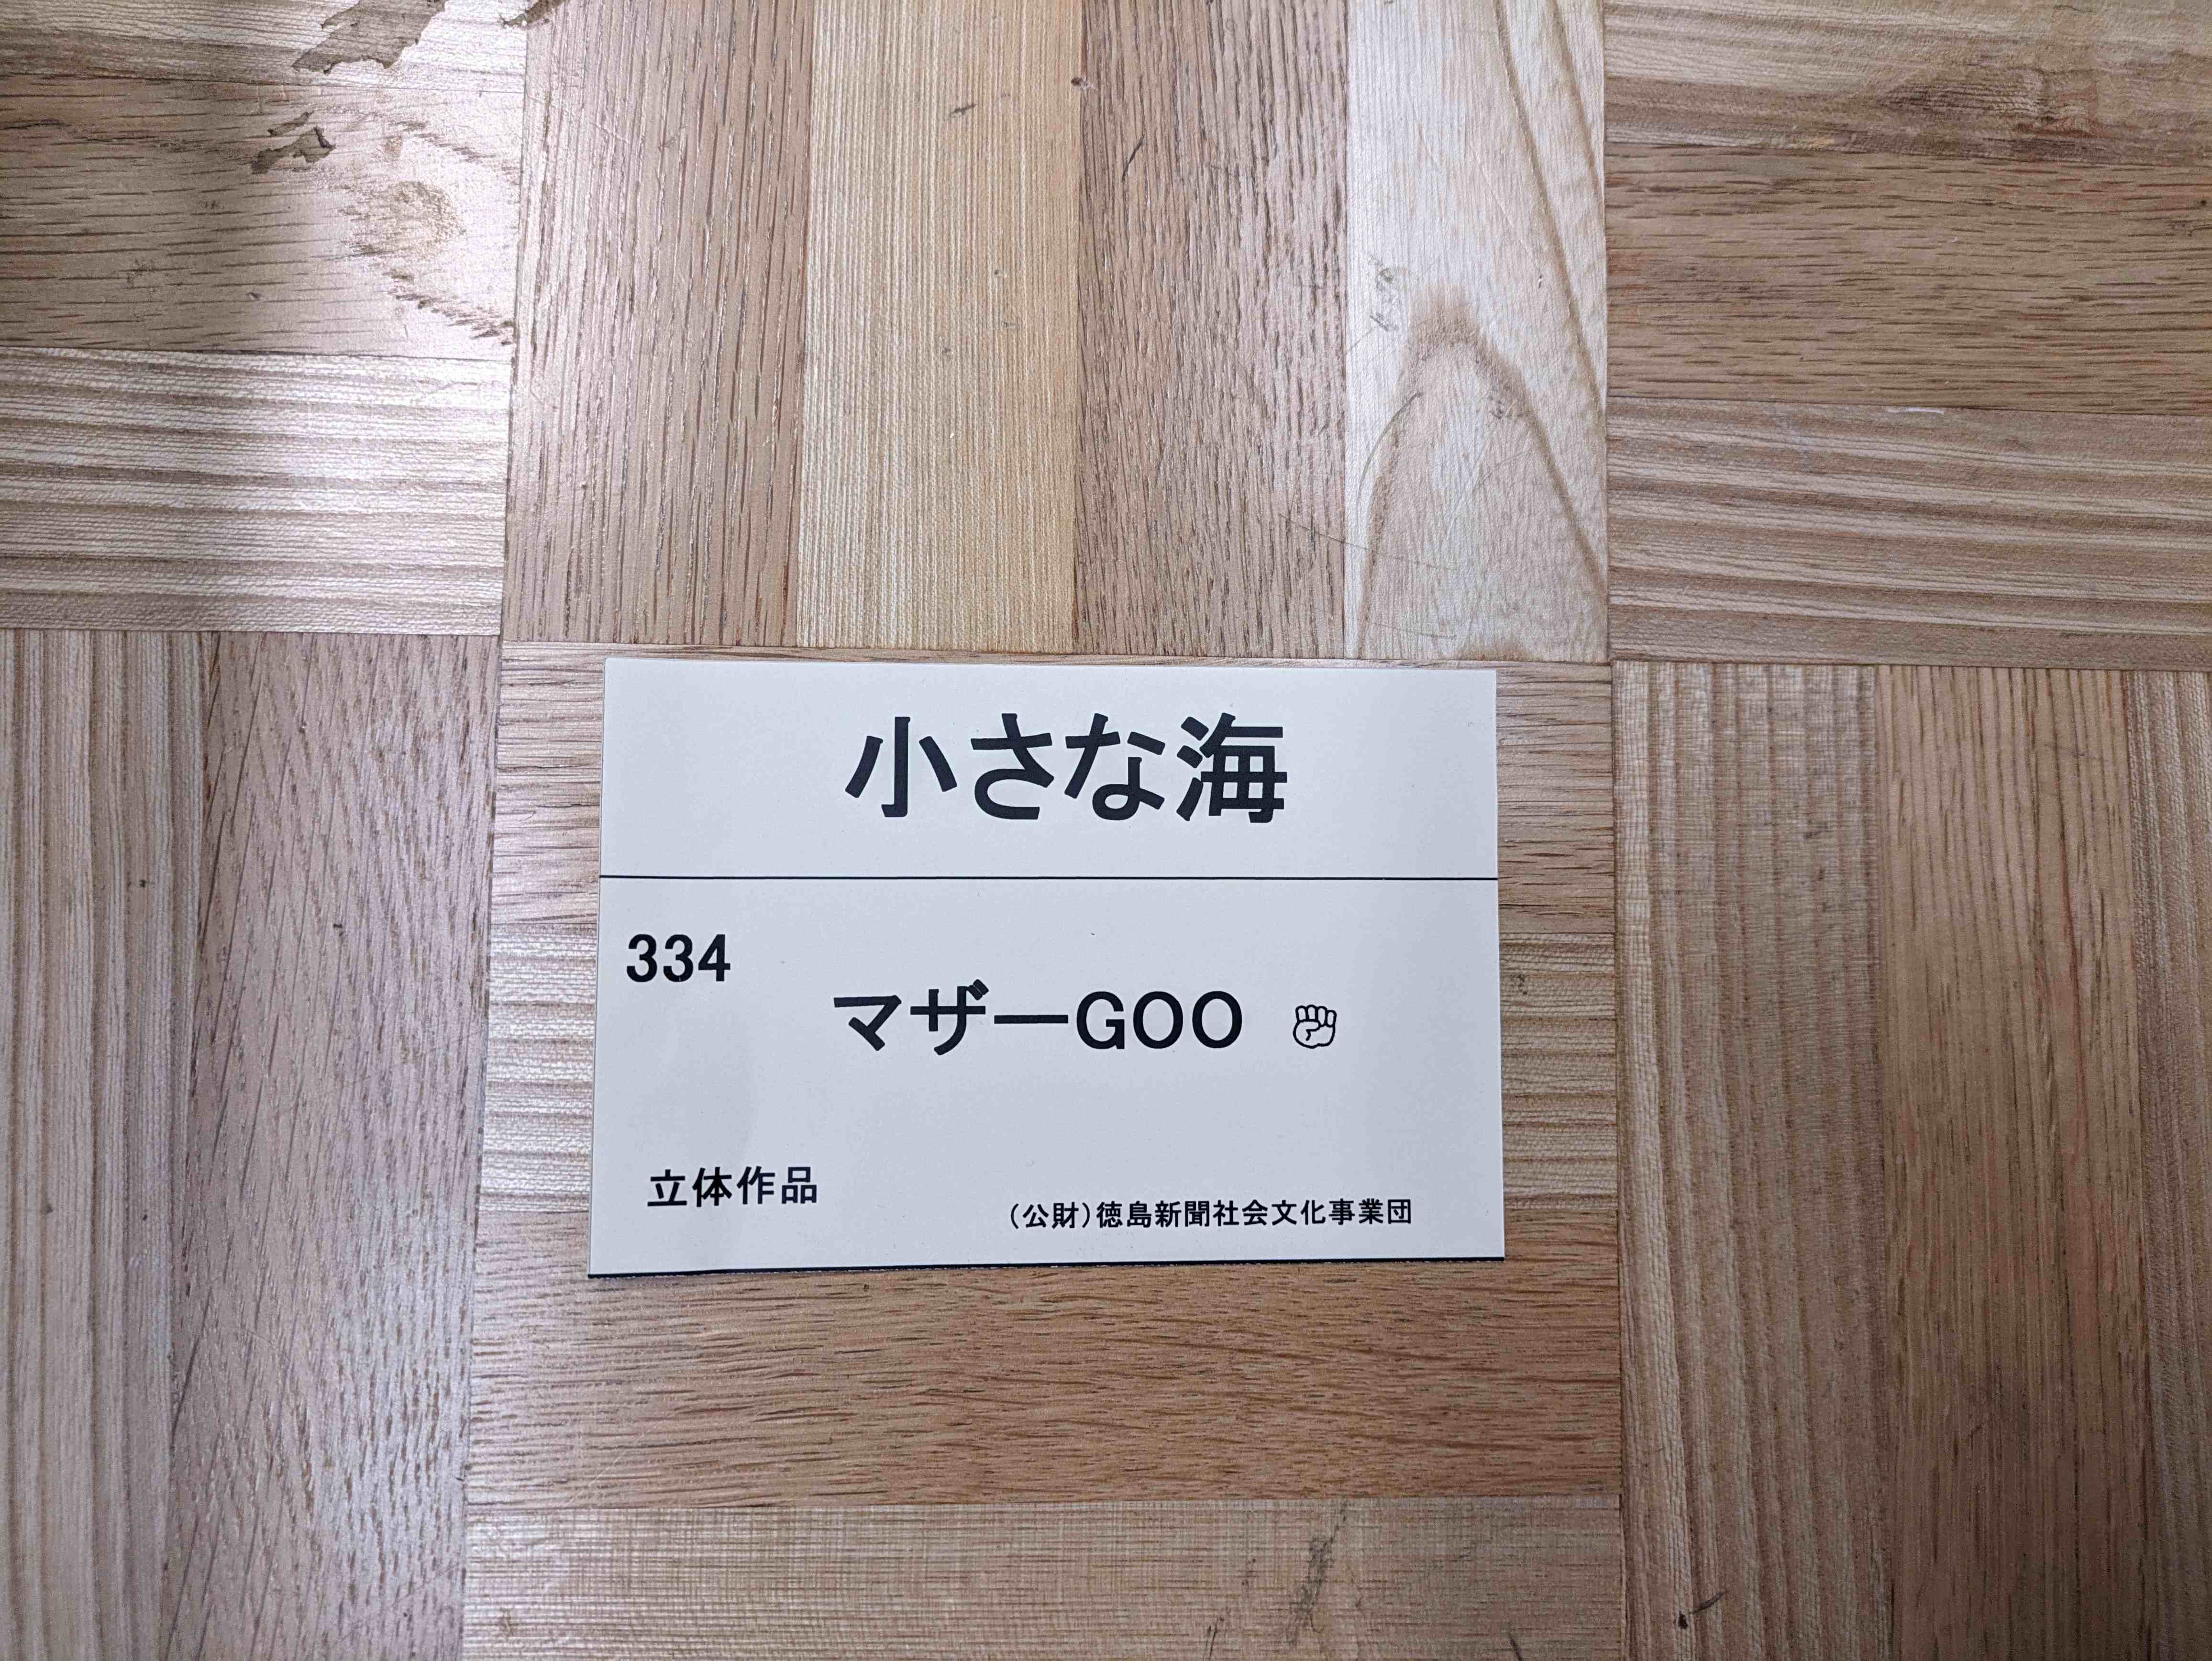 小さな海
334
マザーGOO ✊
立体作品
（公財）徳島新聞社会文化事業団